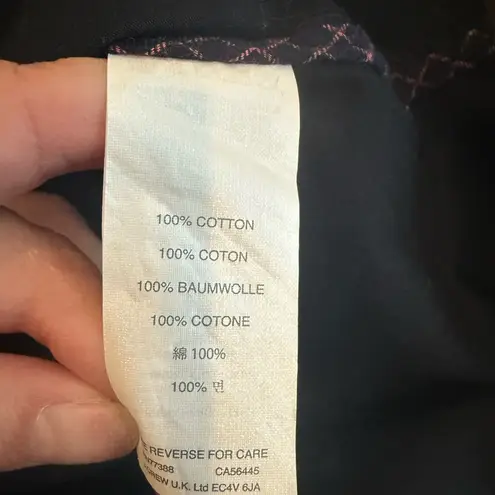 100% COTTON
100% COTON
100% BAUMWOLLE
100% COTONE
綿 100%
100% 면
REVERSE FOR CARE
77388 CA56445
U.K. Ltd EC4V 6JA